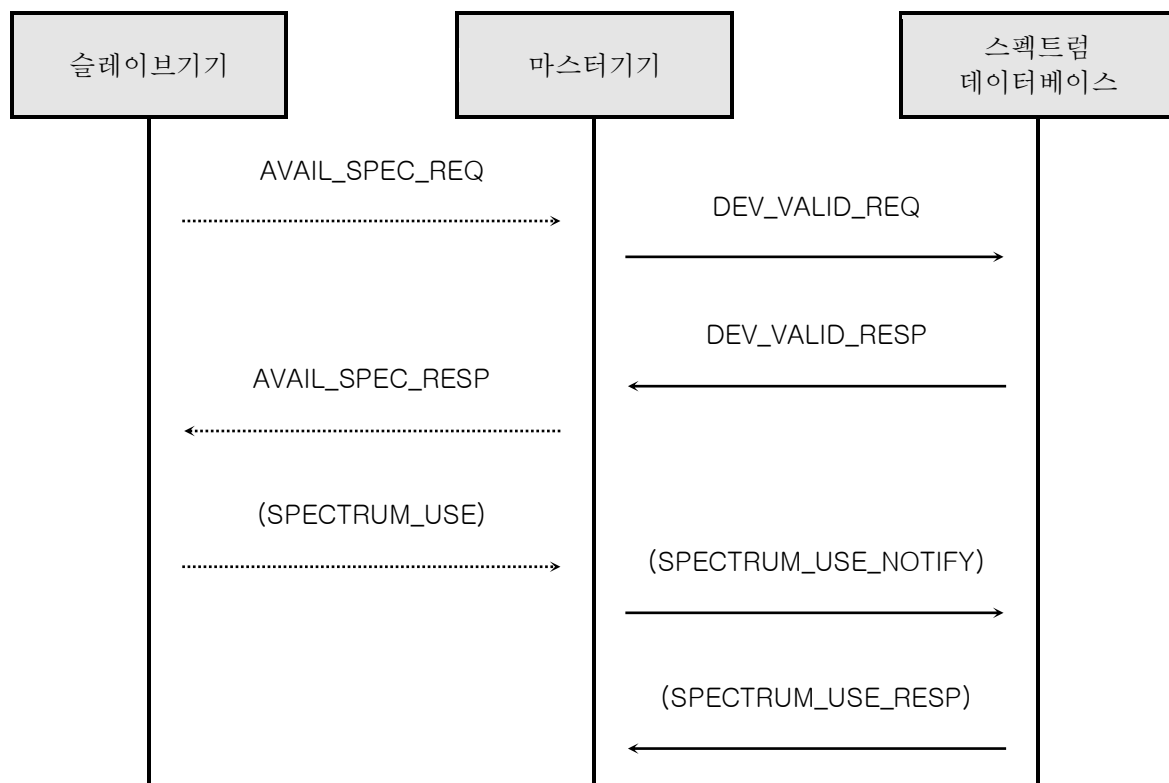 슬레이브기기
마스터기기
스펙트럼
데이터베이스
AVAIL_SPEC_REQ
DEV_VALID_REQ
DEV_VALID_RESP
AVAIL_SPEC_RESP
(SPECTRUM_USE)
(SPECTRUM_USE_NOTIFY)
(SPECTRUM_USE_RESP)